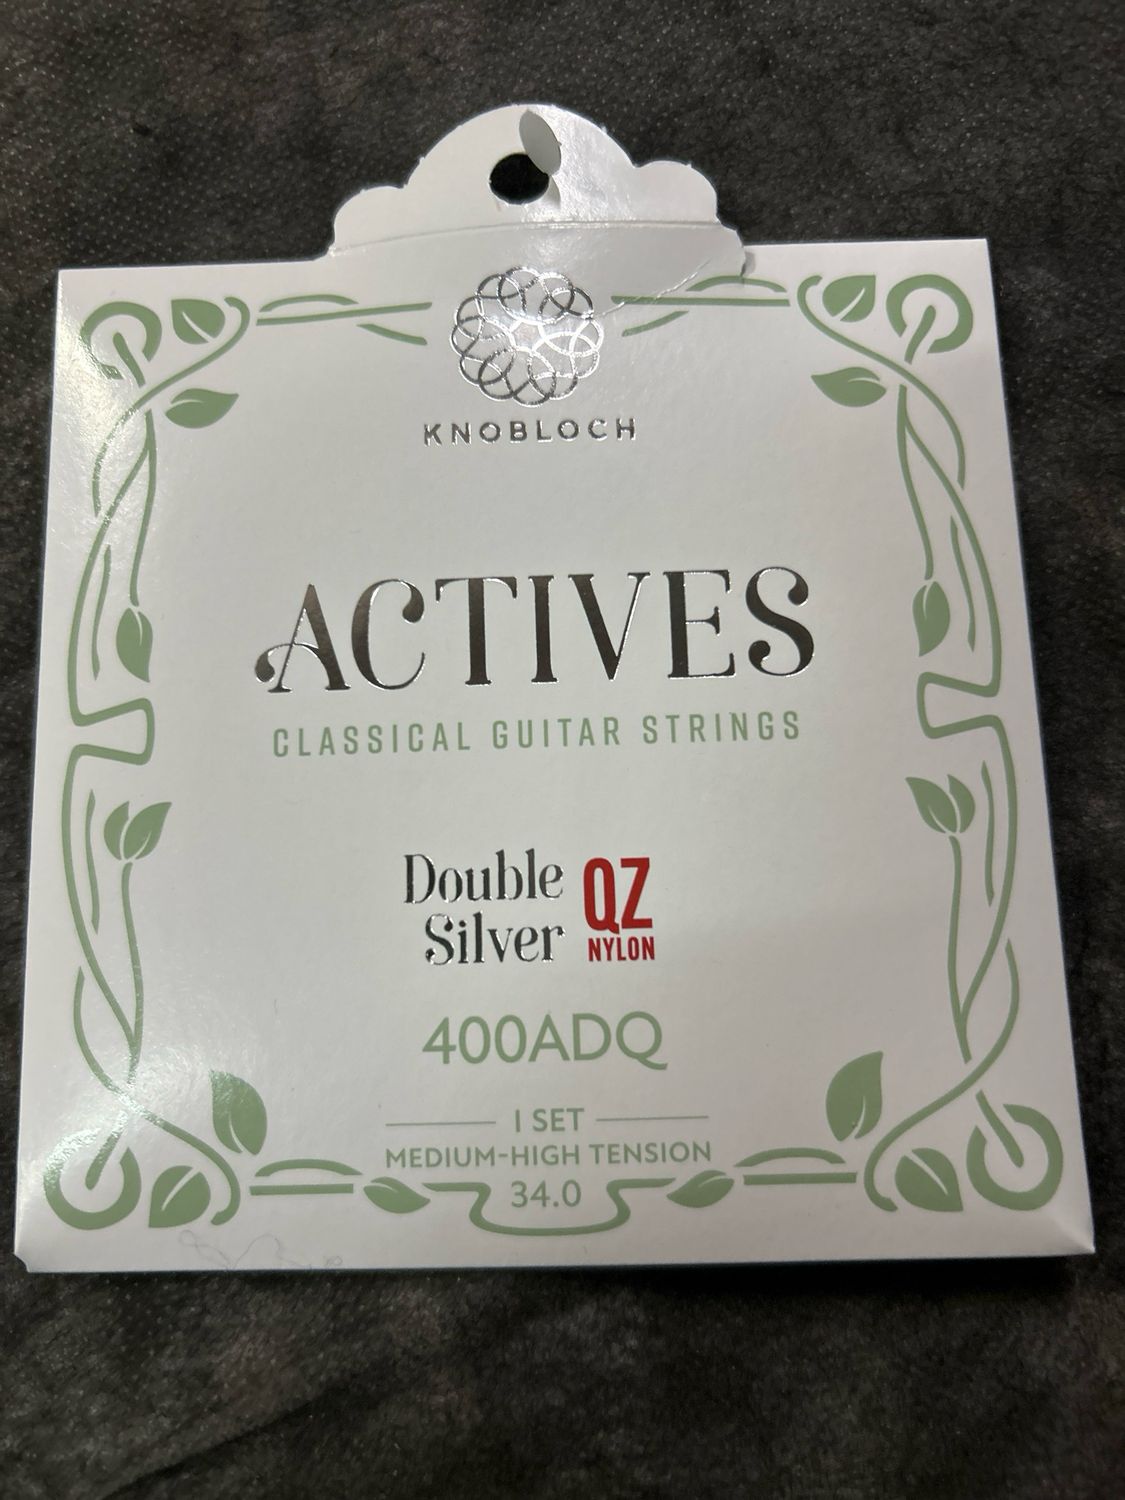 KNOBLOCH
ACTIVES
CLASSICAL GUITAR STRINGS
Double
Silver
QZ
NYLON
400ADQ
1 SET
MEDIUM-HIGH TENSION
34.0